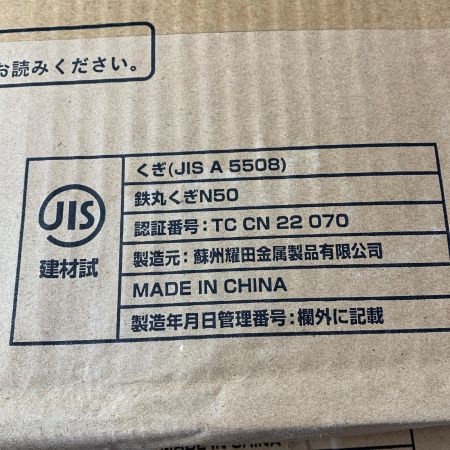 お読みください。
くぎ(JIS A 5508)
鉄丸くぎN50
認証番号:TC CN 22 070
製造元:蘇州耀田金属製品有限公司
MADE IN CHINA
製造年月日管理番号:欄外に記載
JIS
建材試
MADE IN CHINA